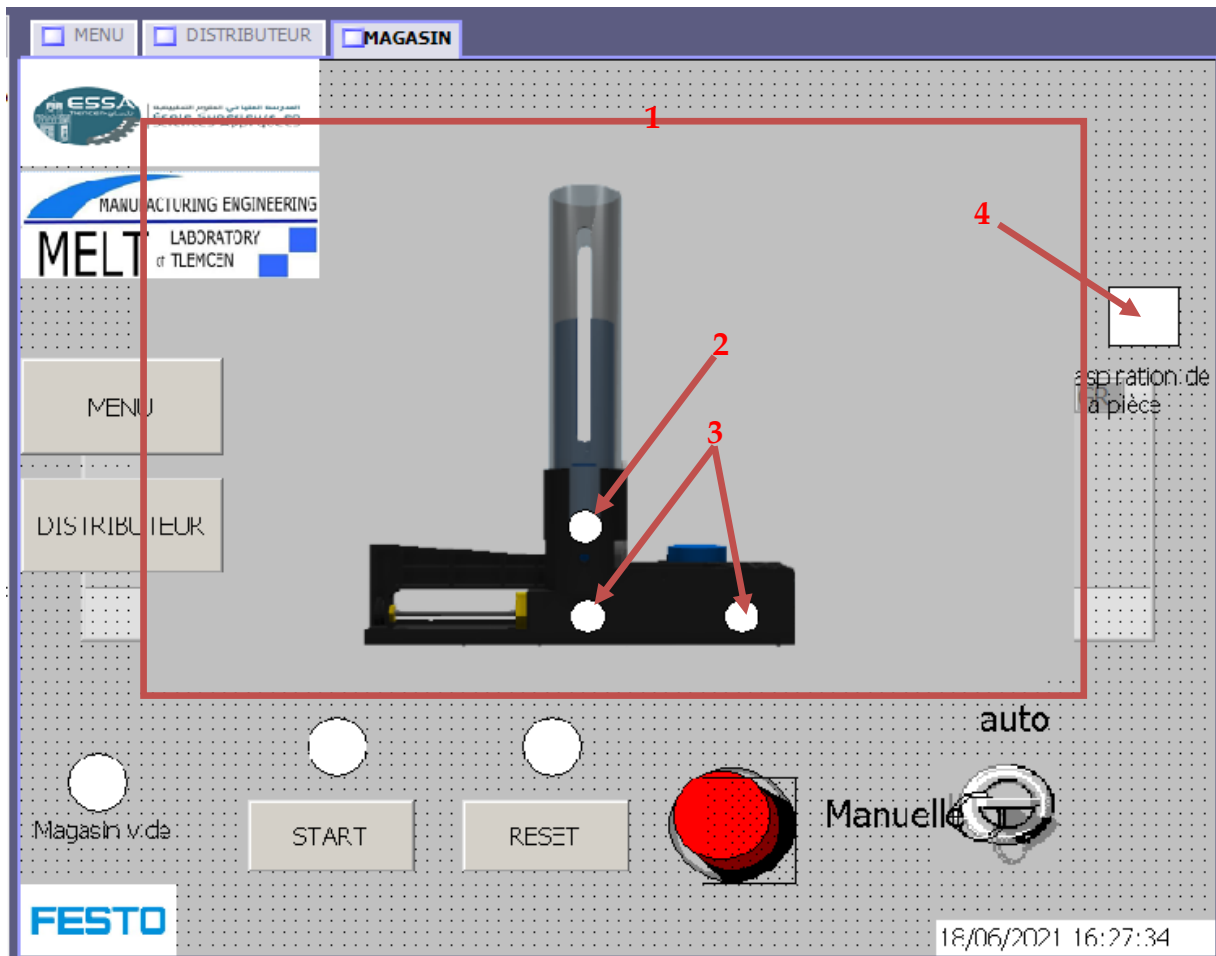 MENU
DISTRIBUTEUR
MAGASIN
ESSA
1
MANUFACTURING ENGINEERING
MELT
LABORATORY
of TLEMCEN
4
2
aspiration de
la pièce
MENU
3
DISTRIBUTEUR
auto
Magasin vide
START
RESET
Manuelle
FESTO
18/06/2021 16:27:34